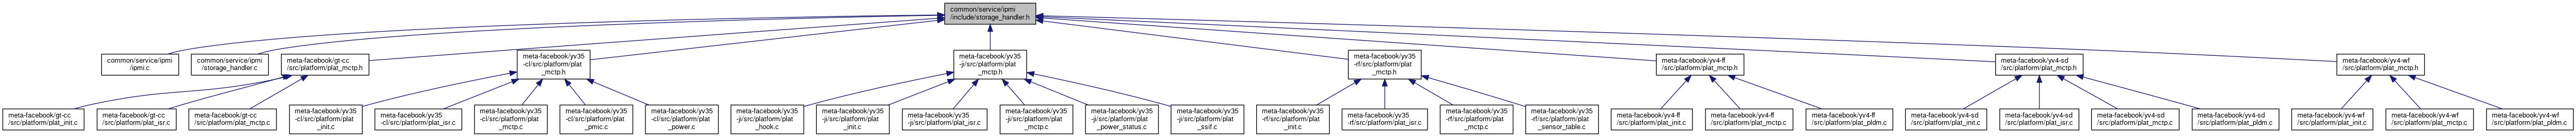 common/service/ipmi
/include/storage_handler.h
common/service/ipmi
/ipmi.c
common/service/ipmi
/storage_handler.c
meta-facebook/gt-cc
/src/platform/plat_mctp.h
meta-facebook/yv35
-cl/src/platform/plat
_mctp.h
meta-facebook/yv35
-ji/src/platform/plat
_mctp.h
meta-facebook/yv35
-rf/src/platform/plat
_mctp.h
meta-facebook/yv4-ff
/src/platform/plat_mctp.h
meta-facebook/yv4-sd
/src/platform/plat_mctp.h
meta-facebook/yv4-wf
/src/platform/plat_mctp.h
meta-facebook/gt-cc
/src/platform/plat_init.c
meta-facebook/gt-cc
/src/platform/plat_isr.c
meta-facebook/gt-cc
/src/platform/plat_mctp.c
meta-facebook/yv35
-cl/src/platform/plat
_init.c
meta-facebook/yv35
-cl/src/platform/plat_isr.c
meta-facebook/yv35
-cl/src/platform/plat
_mctp.c
meta-facebook/yv35
-cl/src/platform/plat
_pmic.c
meta-facebook/yv35
-cl/src/platform/plat
_power.c
meta-facebook/yv35
-ji/src/platform/plat
_hook.c
meta-facebook/yv35
-ji/src/platform/plat
_init.c
meta-facebook/yv35
-ji/src/platform/plat_isr.c
meta-facebook/yv35
-ji/src/platform/plat
_mctp.c
meta-facebook/yv35
-ji/src/platform/plat
_power_status.c
meta-facebook/yv35
-ji/src/platform/plat
_ssif.c
meta-facebook/yv35
-rf/src/platform/plat
_init.c
meta-facebook/yv35
-rf/src/platform/plat_isr.c
meta-facebook/yv35
-rf/src/platform/plat
_mctp.c
meta-facebook/yv35
-rf/src/platform/plat
_sensor_table.c
meta-facebook/yv4-ff
/src/platform/plat_init.c
meta-facebook/yv4-ff
/src/platform/plat_mctp.c
meta-facebook/yv4-ff
/src/platform/plat_pldm.c
meta-facebook/yv4-sd
/src/platform/plat_init.c
meta-facebook/yv4-sd
/src/platform/plat_isr.c
meta-facebook/yv4-sd
/src/platform/plat_mctp.c
meta-facebook/yv4-sd
/src/platform/plat_pldm.c
meta-facebook/yv4-wf
/src/platform/plat_init.c
meta-facebook/yv4-wf
/src/platform/plat_mctp.c
meta-facebook/yv4-wf
/src/platform/plat_pldm.c